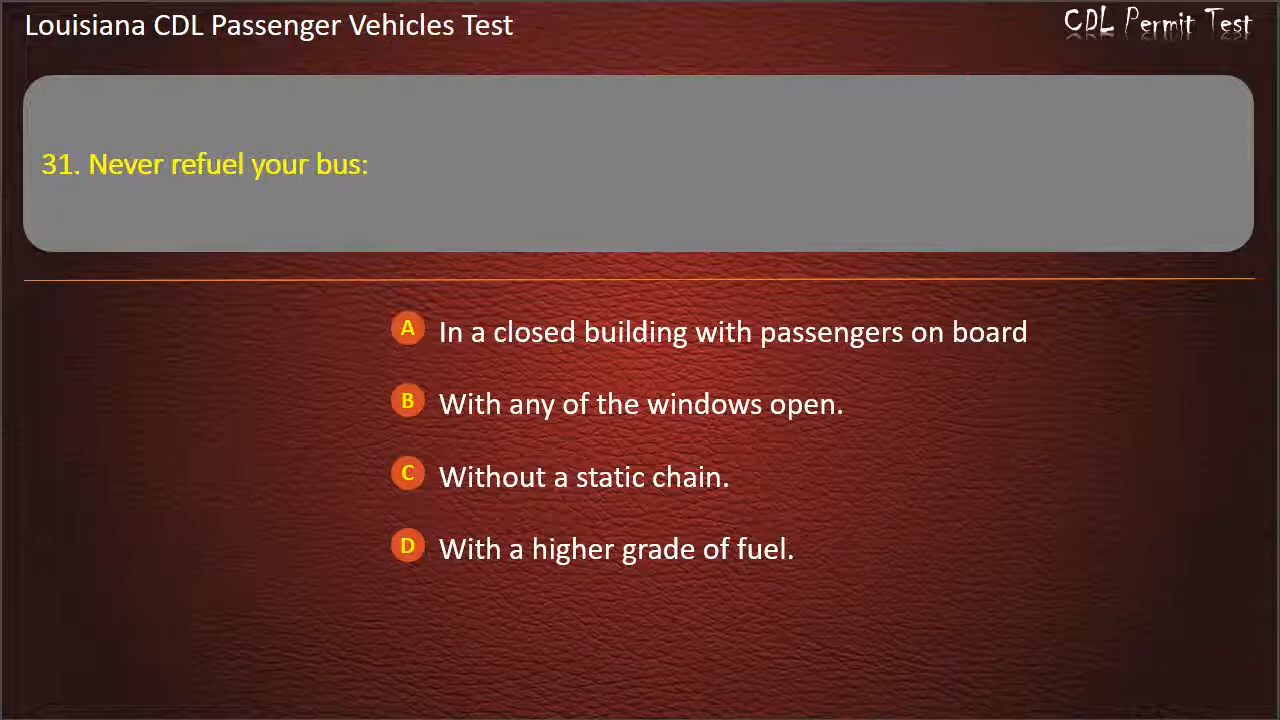 Louisiana CDL Passenger Vehicles Test
CDL Permit Test
31. Never refuel your bus:
A In a closed building with passengers on board
B With any of the windows open.
C Without a static chain.
D With a higher grade of fuel.